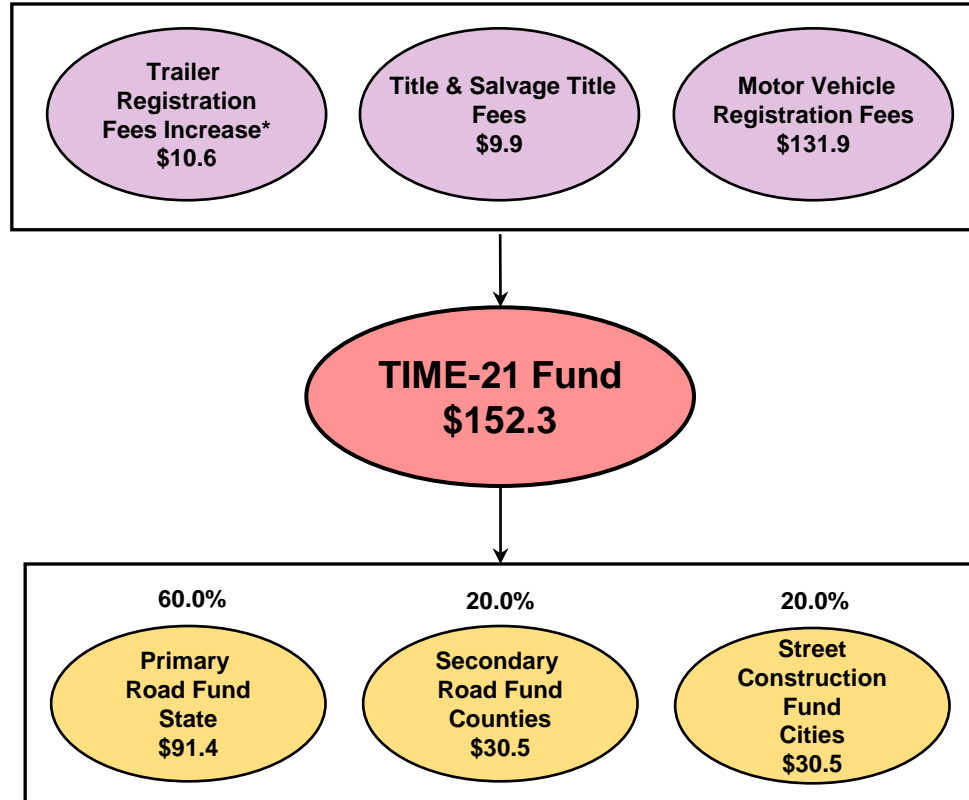 Trailer
Registration
Fees Increase*
$10.6
Title & Salvage Title
Fees
$9.9
Motor Vehicle
Registration Fees
$131.9
TIME-21 Fund
$152.3
60.0%
20.0%
20.0%
Primary
Road Fund
State
$91.4
Secondary
Road Fund
Counties
$30.5
Street
Construction
Fund
Cities
$30.5